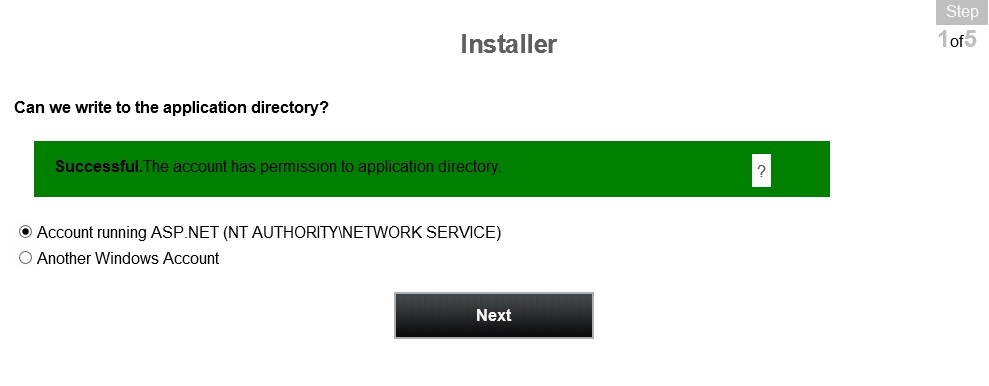 Step
1of5
Installer
Can we write to the application directory?
Successful.The account has permission to application directory.
?
Account running ASP.NET (NT AUTHORITY\NETWORK SERVICE)
Another Windows Account
Next